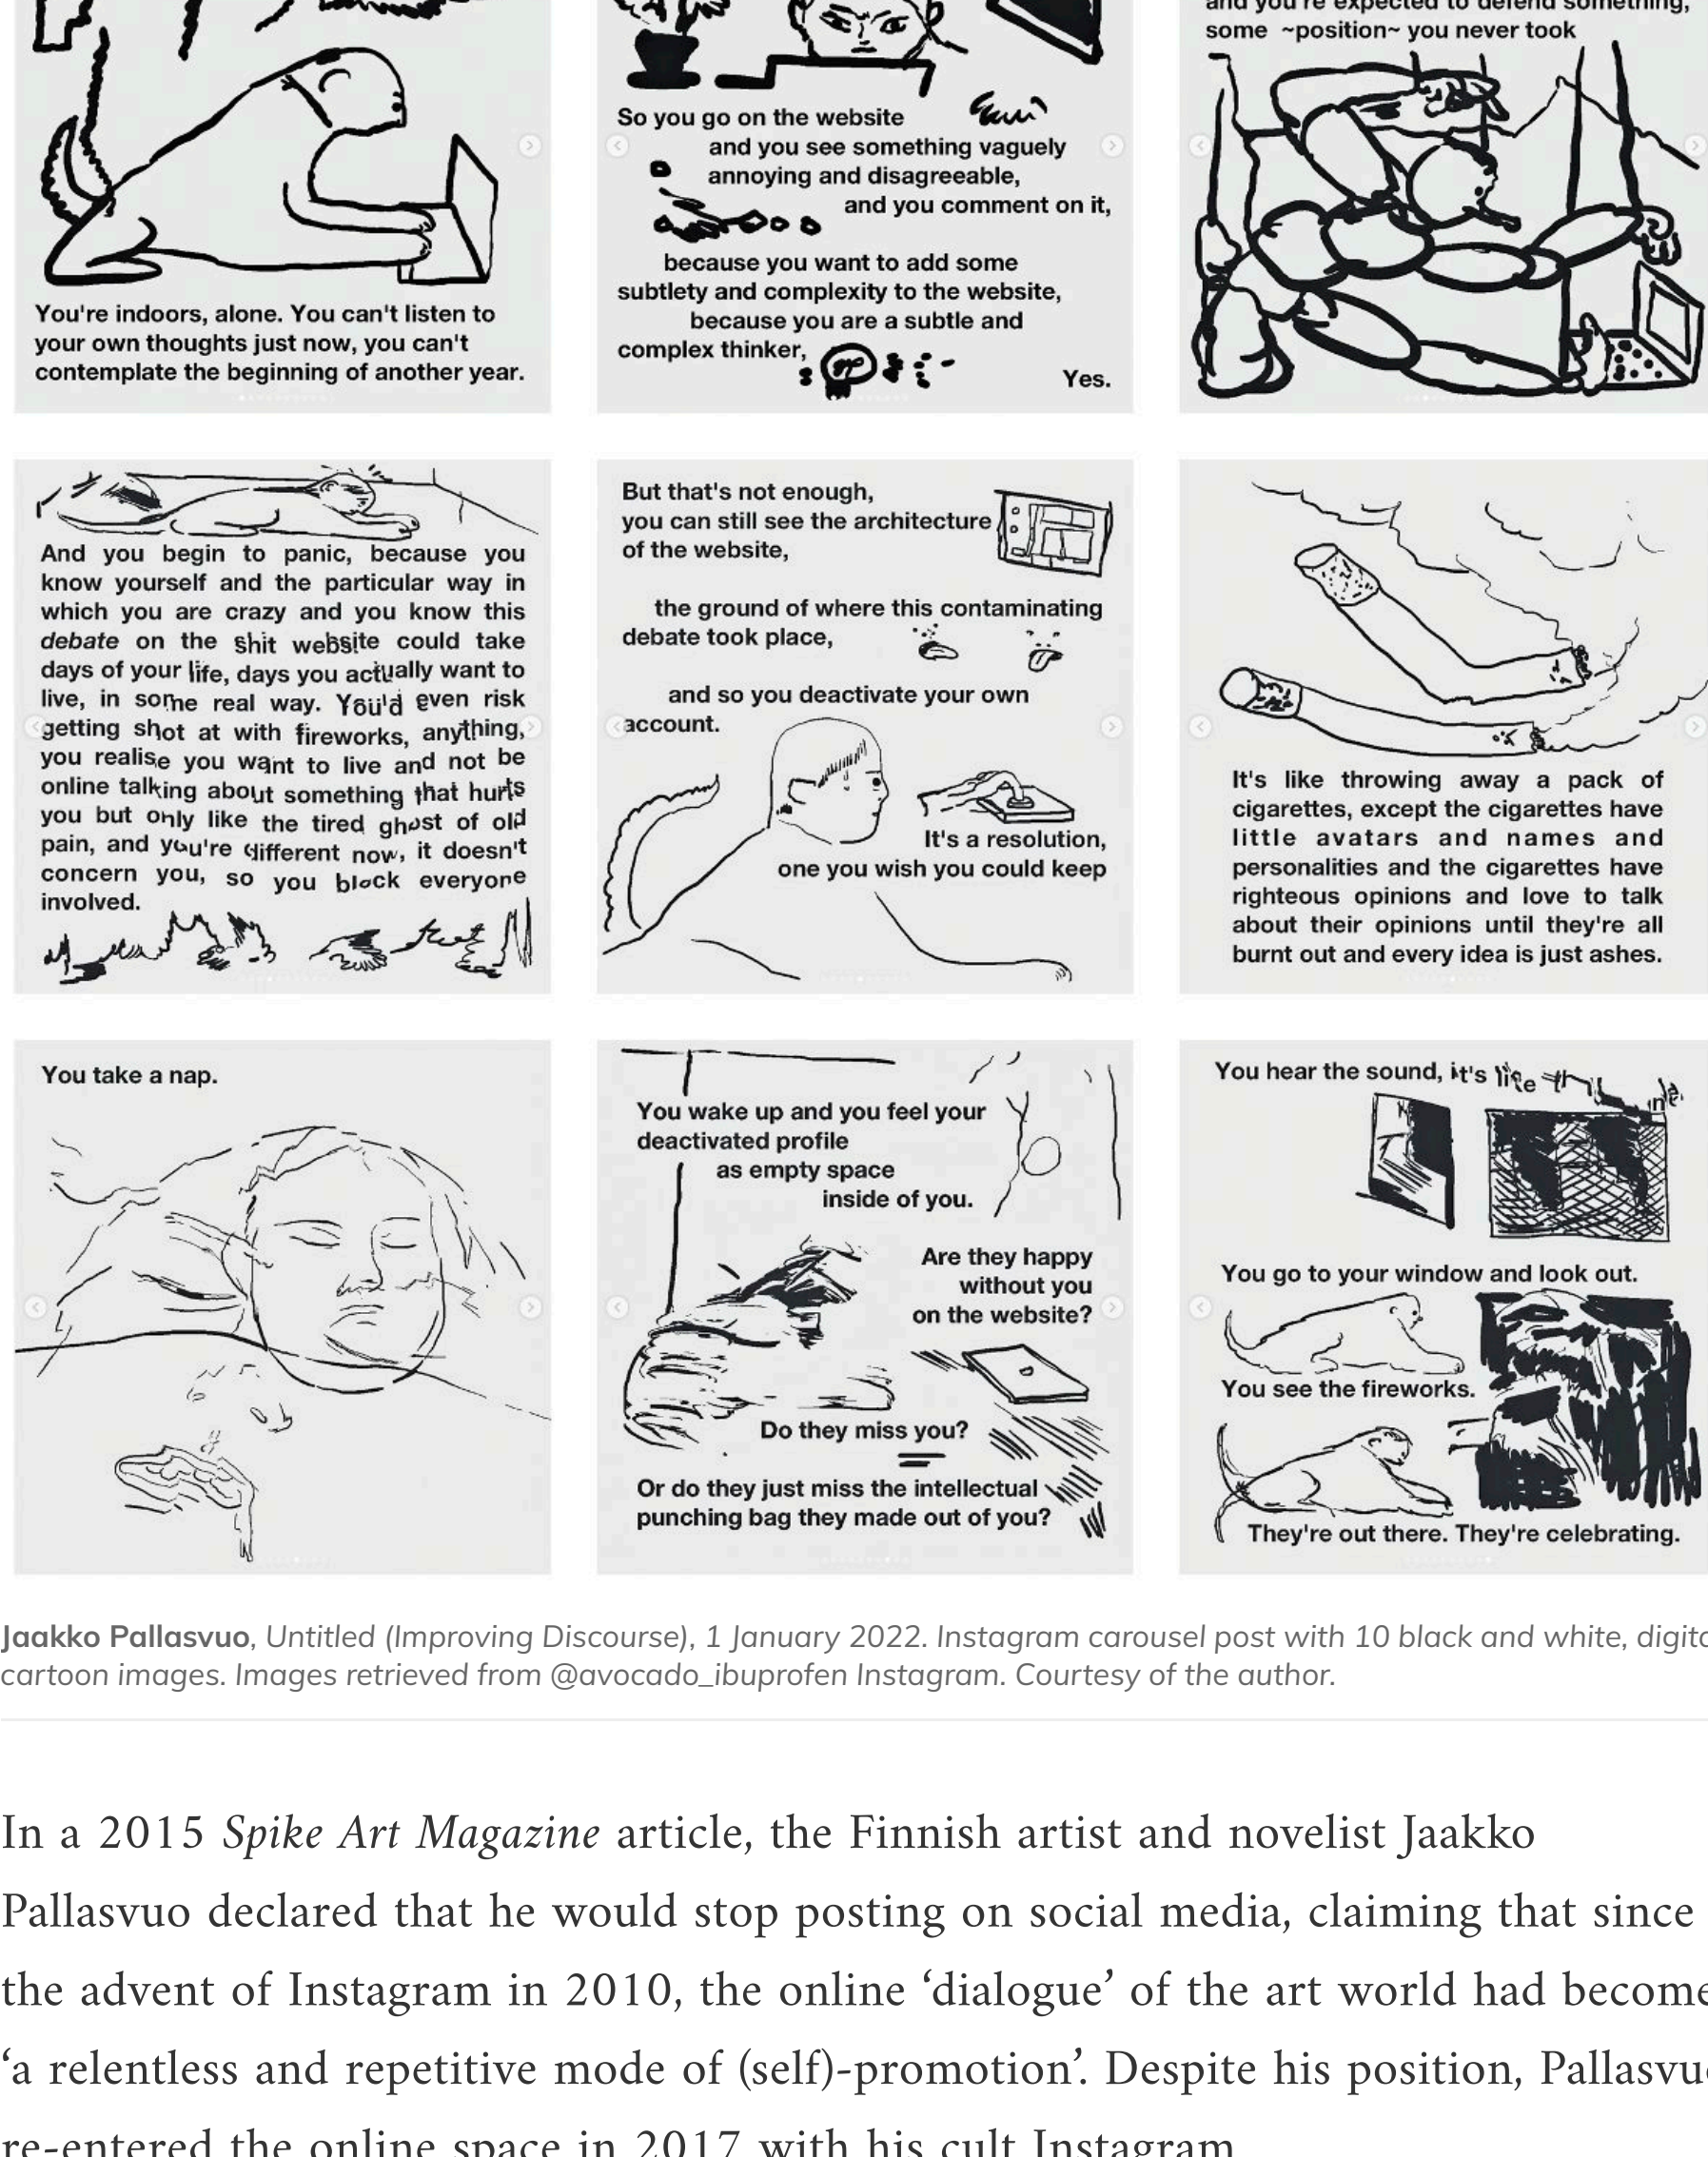 You're indoors, alone. You can't listen to
your own thoughts just now, you can't
contemplate the beginning of another year.
So you go on the website
and you see something vaguely
annoying and disagreeable,
and you comment on it,
because you want to add some
subtlety and complexity to the website,
because you are a subtle and
complex thinker,
Yes.
and you're expected to defend something,
some ~position~ you never took
And you begin to panic, because you
know yourself and the particular way in
which you are crazy and you know this
debate on the shit website could take
days of your life, days you actually want to
live, in some real way. You'd even risk
getting shot at with fireworks, anything,
you realise you want to live and not be
online talking about something that hurts
you but only like the tired ghost of old
pain, and you're different now, it doesn't
concern you, so you block everyone
involved.
But that's not enough,
you can still see the architecture
of the website,
the ground of where this contaminating
debate took place,
and so you deactivate your own
account.
It's a resolution,
one you wish you could keep
It's like throwing away a pack of
cigarettes, except the cigarettes have
little avatars and names and
personalities and the cigarettes have
righteous opinions and love to talk
about their opinions until they're all
burnt out and every idea is just ashes.
You take a nap.
You wake up and you feel your
deactivated profile
as empty space
inside of you.
Are they happy
without you
on the website?
Do they miss you?
Or do they just miss the intellectual
punching bag they made out of you?
You hear the sound, it's
You go to your window and look out.
You see the fireworks.
They're out there. They're celebrating.
Jaakko Pallasvuo, Untitled (Improving Discourse), 1 January 2022. Instagram carousel post with 10 black and white,
cartoon images. Images retrieved from @avocado_ibuprofen Instagram. Courtesy of the author.
In a 2015 Spike Art Magazine article, the Finnish artist and novelist Jaakko
Pallasvuo declared that he would stop posting on social media, claiming that since
the advent of Instagram in 2010, the online ‘dialogue’ of the art world had become
‘a relentless and repetitive mode of (self)-promotion’. Despite his position,
re-entered the online space in 2017 with his cult Instagram